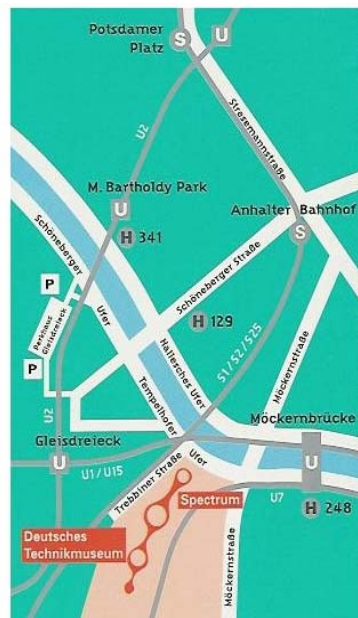 Potsdamer
Platz
S
U
U2
Stresemannstraße
M. Bartholdy Park
U
H 341
Anhalter Bahnhof
S
Schöneberger
Ufer
Schöneberger Straße
P
Parkhaus
Gleisdreieck
P
H 129
Hallesches Ufer
S1/S2/S25
Möckernstraße
Tempelhofer
Ufer
U2
Gleisdreieck
U
U1/U15
Möckernbrücke
U
Trebbiner Straße
Spectrum
U7
H 248
Deutsches
Technikmuseum
Möckernstraße